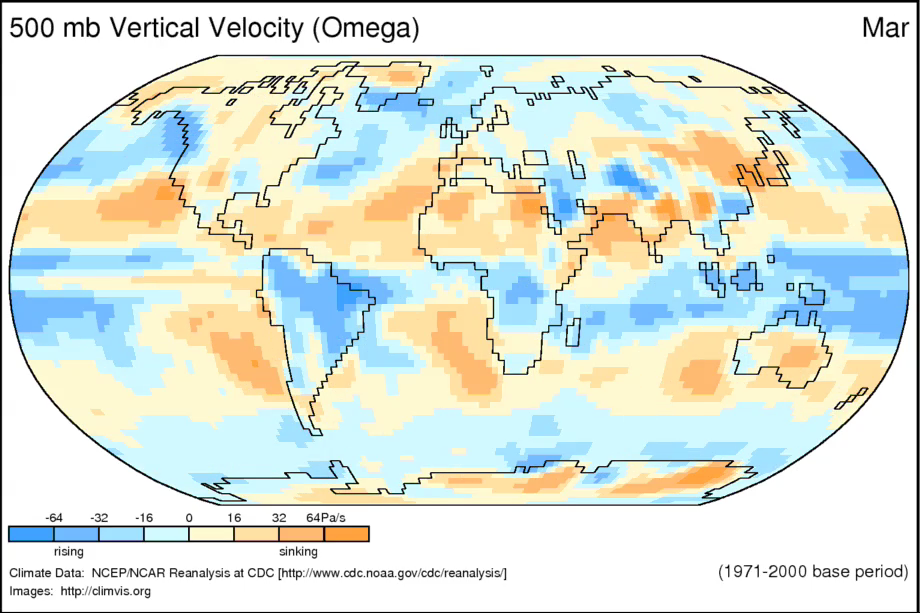 500 mb Vertical Velocity (Omega) Mar
-64 -32 -16 0 16 32 64Pa/s
rising sinking
Climate Data: NCEP/NCAR Reanalysis at CDC [http://www.cdc.noaa.gov/cdc/reanalysis/] (1971-2000 base period)
Images: http://climvis.org